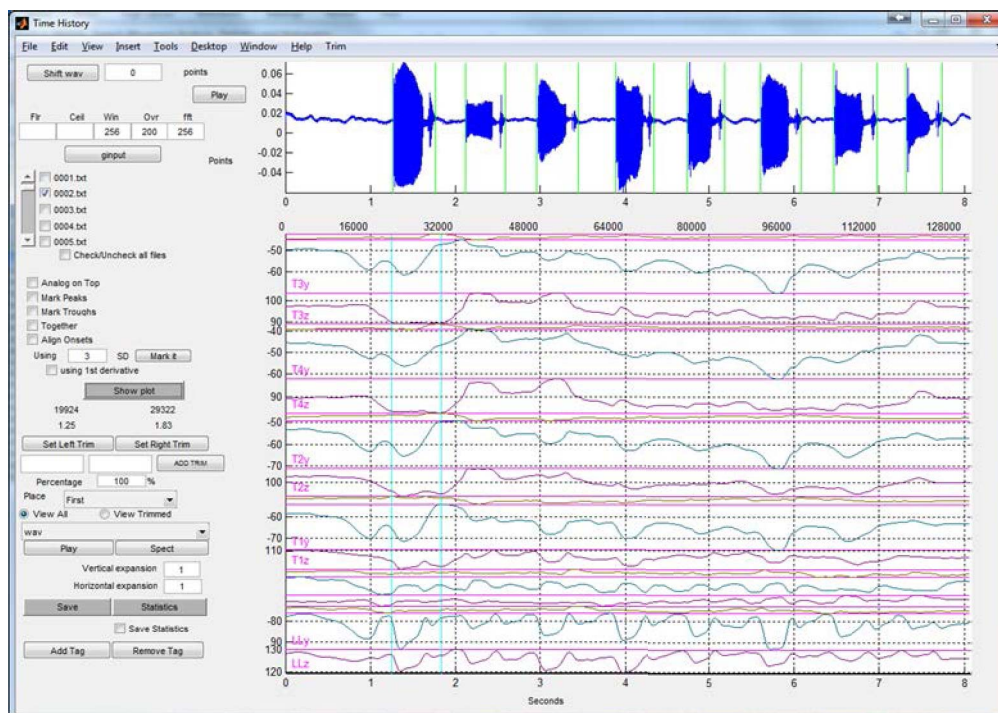 Time History
File Edit View Insert Tools Desktop Window Help Trim
Shift wav 0 points
Play
Flr Ceil Win Ovr fft
256 200 256
ginput Points
0001.txt
0002.txt
0003.txt
0004.txt
0005.txt
Check/Uncheck all files
Analog on Top
Mark Peaks
Mark Troughs
Together
Align Onsets
Using 3 SD Mark it
using 1st derivative
Show plot
19924 29322
1.25 1.83
Set Left Trim Set Right Trim
ADD TRIM
Percentage 100 %
Place First
View All View Trimmed
wav
Play Spect
Vertical expansion 1
Horizontal expansion 1
Save Statistics
Save Statistics
Add Tag Remove Tag
0.06
0.04
0.02
0
-0.02
-0.04
0 1 2 3 4 5 6 7 8
0 16000 32000 48000 64000 80000 96000 112000 128000
-50
-60
T3y
100
T3z
90
-40
-50
T4y
-60
90
T4z
-50
-60
T2y
-70
100
T2z
-60
-70
T1y
110
T1z
-80
LLy
90
130
LLz
120
0 1 2 3 4 5 6 7 8
Seconds